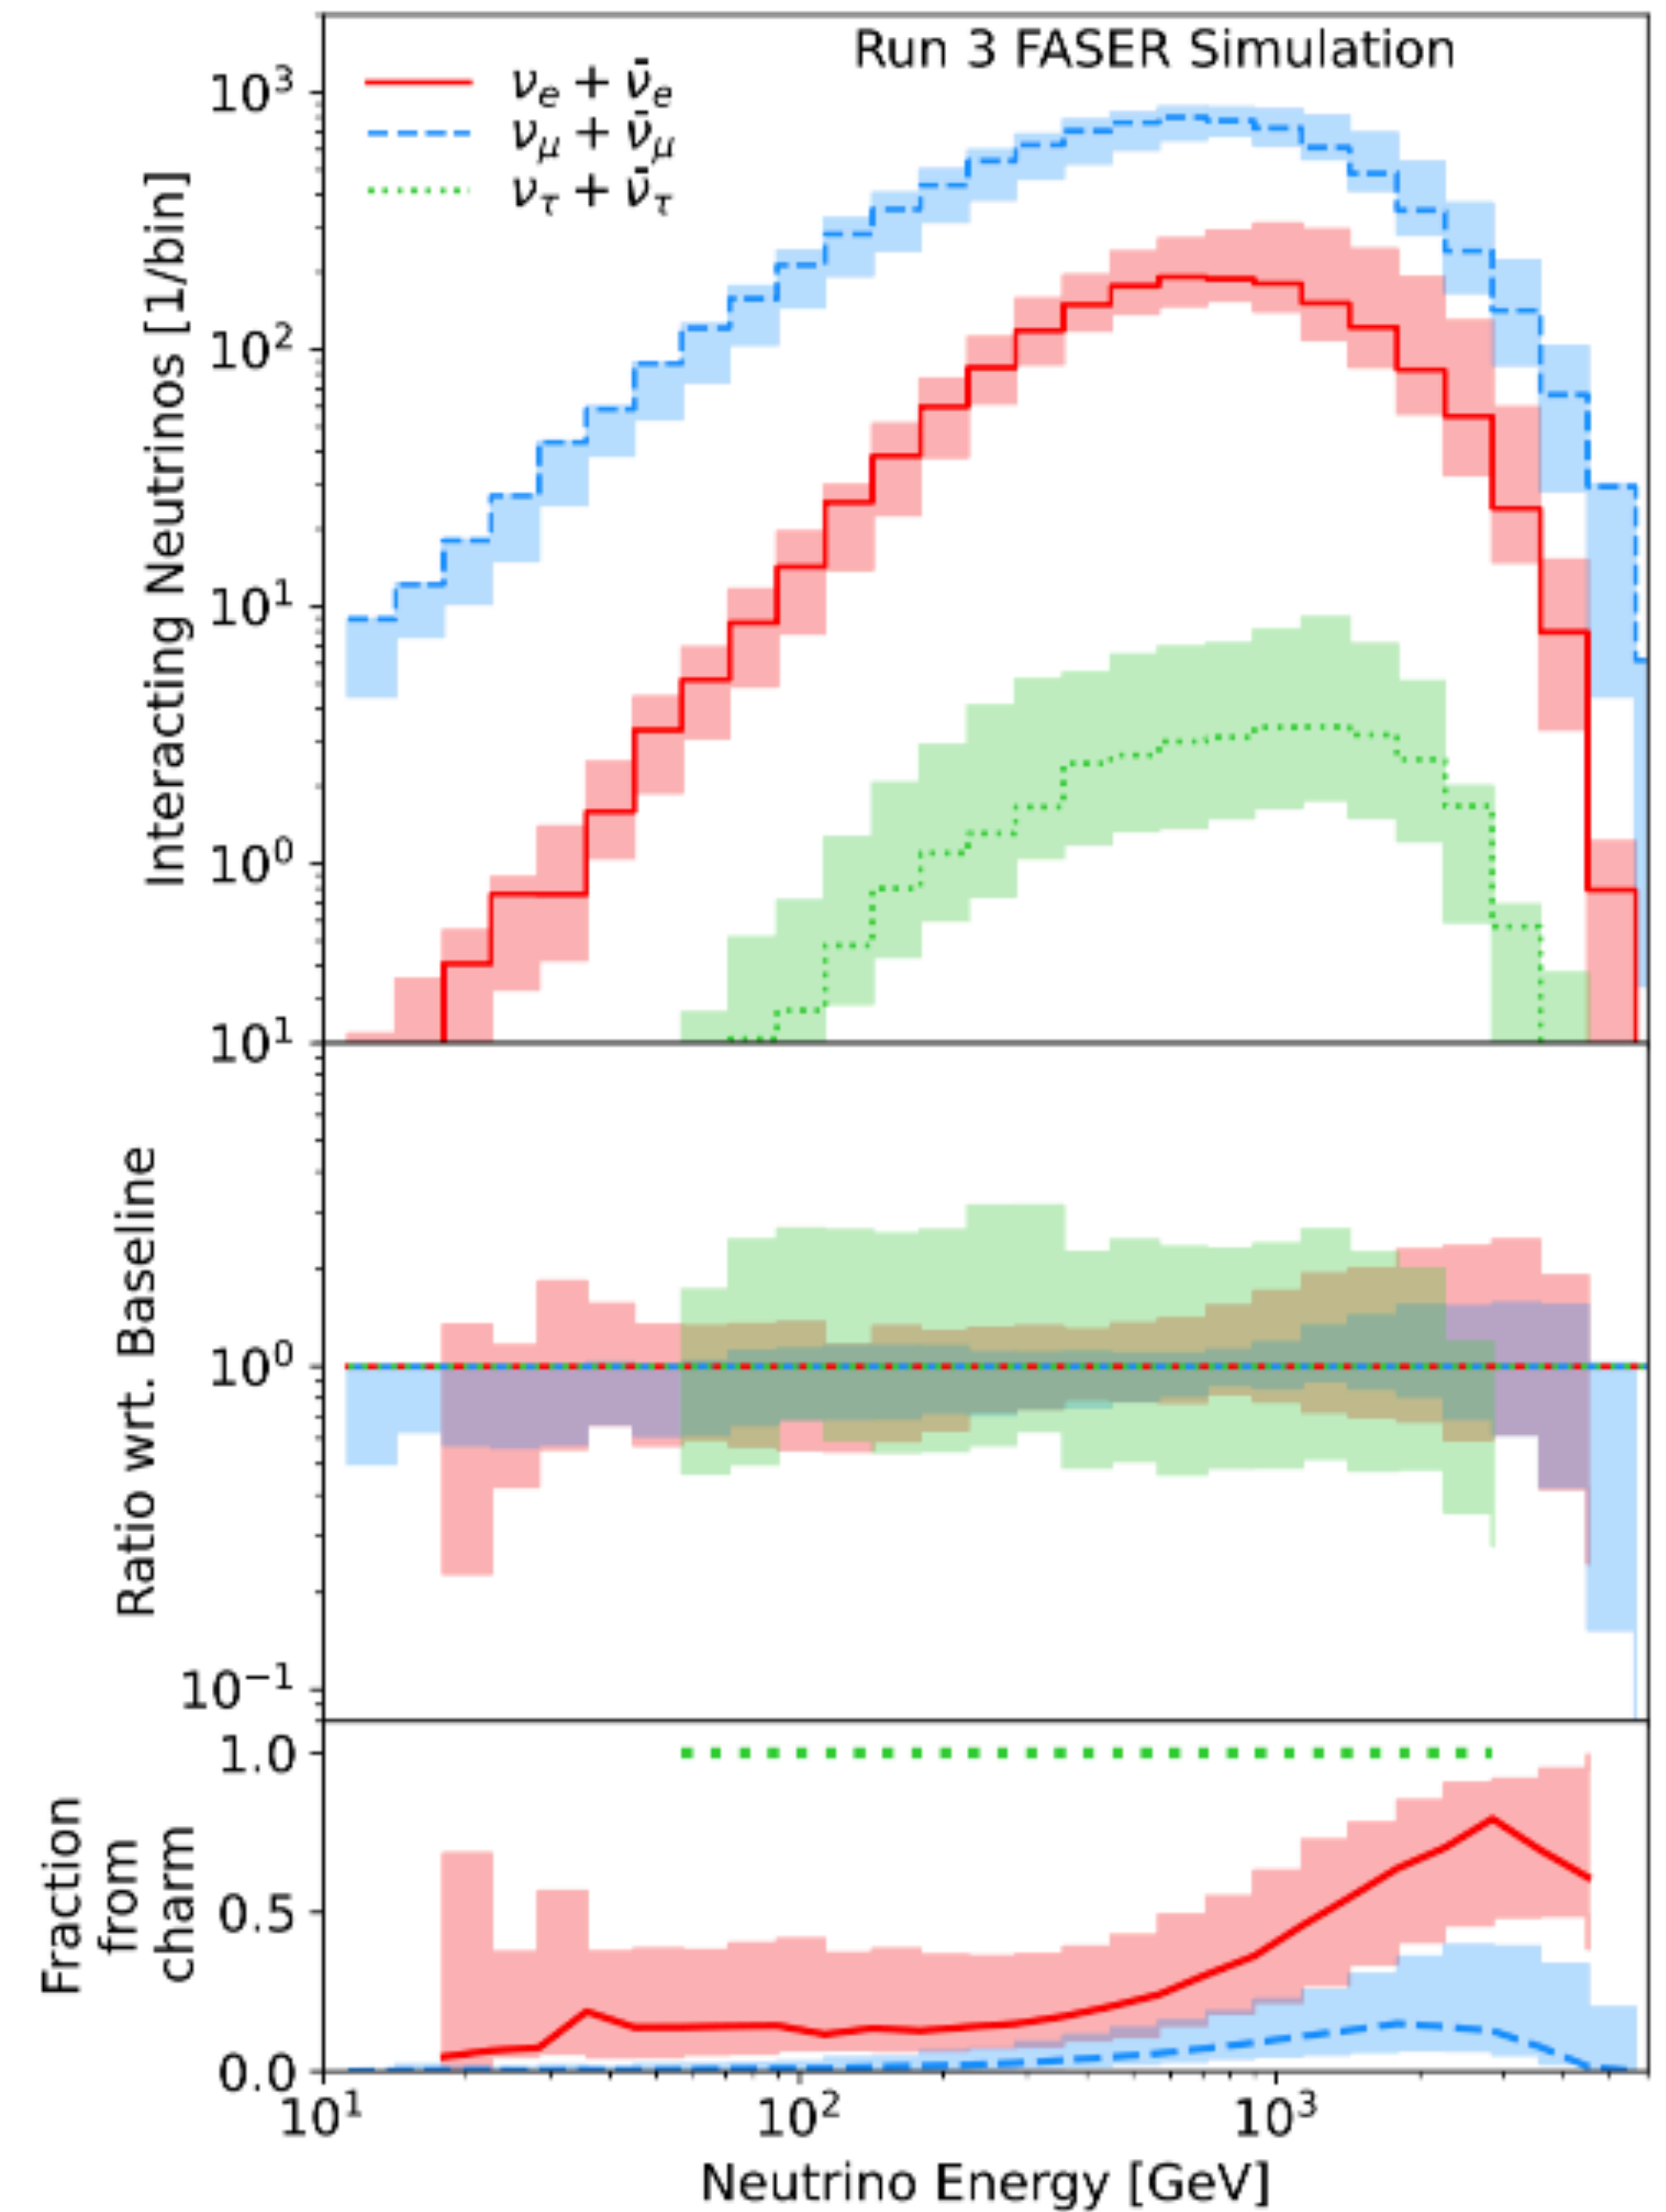 Run 3 FASER Simulation
νe + ν̄e
νμ + ν̄μ
ντ + ν̄τ
Interacting Neutrinos [1/bin]
10³
10²
10¹
10⁰
10¹
Ratio wrt. Baseline
10⁰
10⁻¹
Fraction
from
charm
1.0
0.5
0.0
10¹ 10² 10³
Neutrino Energy [GeV]